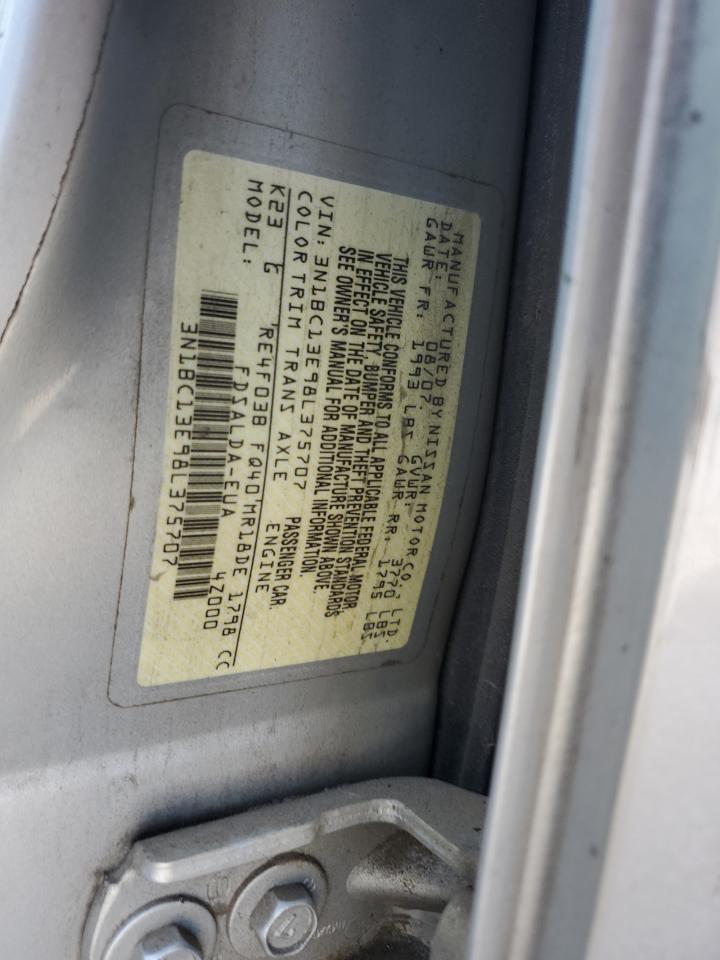 MANUFACTURED BY NISSAN MOTOR CO., LTD.
DATE: 08/07. GVWR: 3770 LBS
GAWR FR: 1993 LBS GAWR RR: 1795 LBS
THIS VEHICLE CONFORMS TO ALL APPLICABLE FEDERAL MOTOR
VEHICLE SAFETY, BUMPER AND THEFT PREVENTION STANDARDS
IN EFFECT ON THE DATE OF MANUFACTURE SHOWN ABOVE.
SEE OWNER'S MANUAL FOR ADDITIONAL INFORMATION.
VIN: 3N1BC13E98L375707 PASSENGER CAR.
COLOR TRIM TRANS AXLE ENGINE
K23 G RE4F03B FQ40 MR18DE 1798 CC
MODEL: FDSALDA-EUA 4Z000
3N1BC13E98L375707
8
7